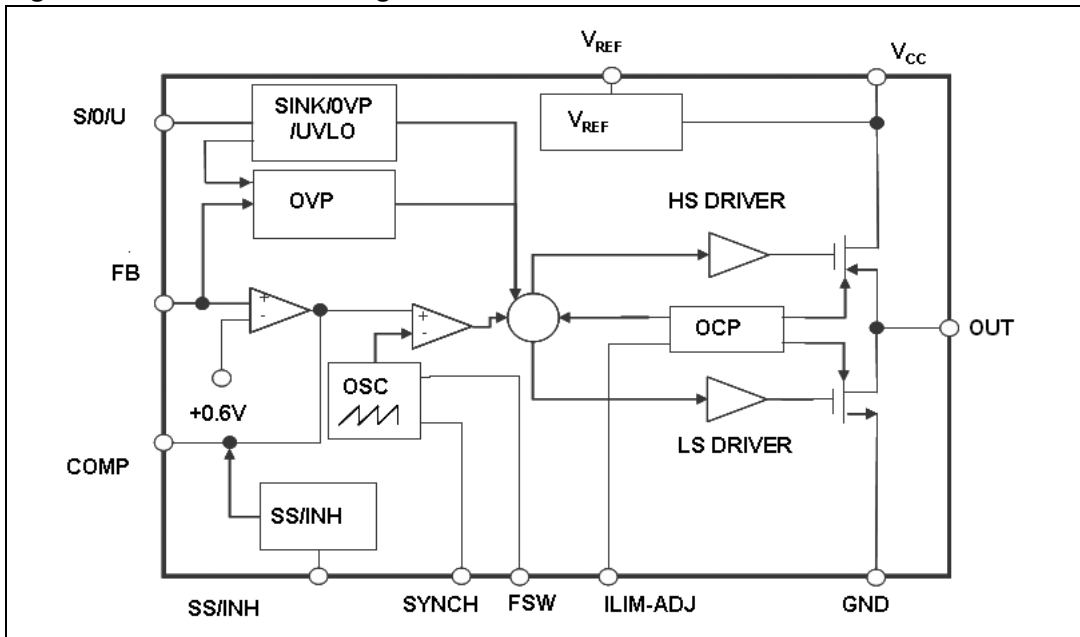 V_REF
V_CC
S/0/U
SINK/0VP
/UVLO
V_REF
OVP
HS DRIVER
FB
+
-
+
-
OCP
OUT
OSC
+0.6V
LS DRIVER
COMP
SS/INH
SS/INH
SYNCH
FSW
ILIM-ADJ
GND